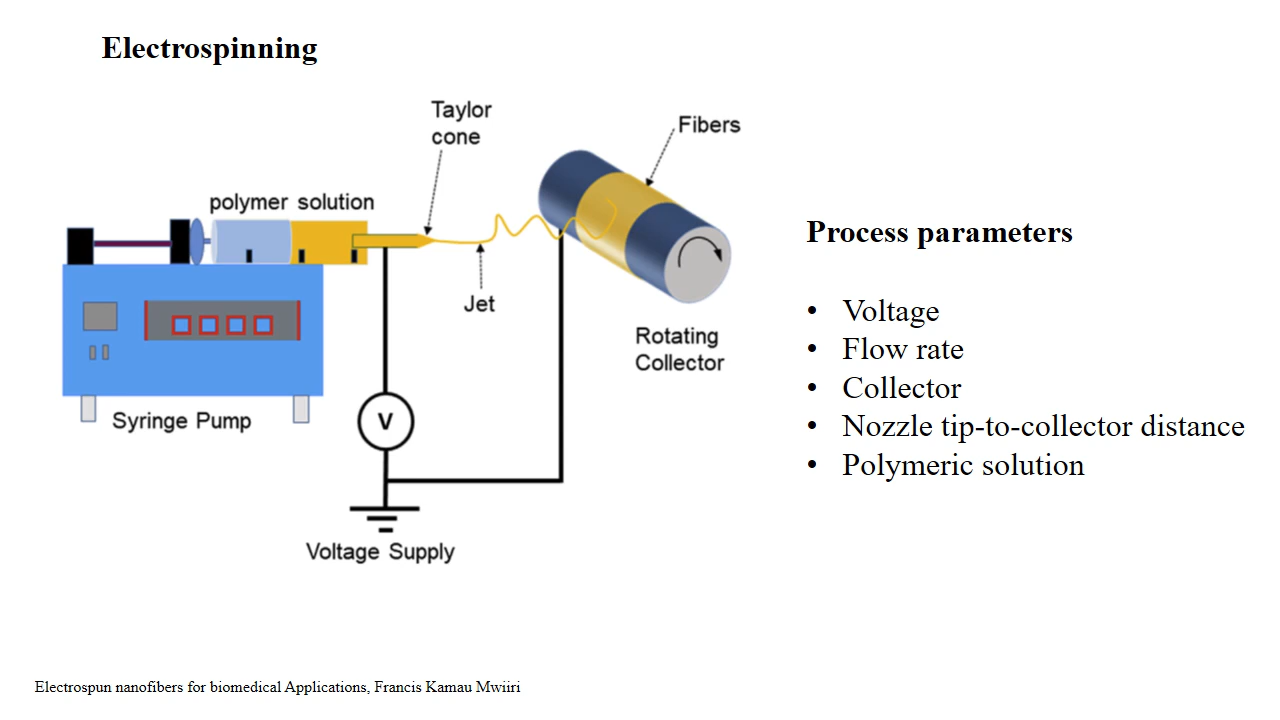 Electrospinning
Taylor
cone
Fibers
polymer solution
Jet
Rotating
Collector
Syringe Pump
V
Voltage Supply
Process parameters
• Voltage
• Flow rate
• Collector
• Nozzle tip-to-collector distance
• Polymeric solution
Electrospun nanofibers for biomedical Applications, Francis Kamau Mwiiri